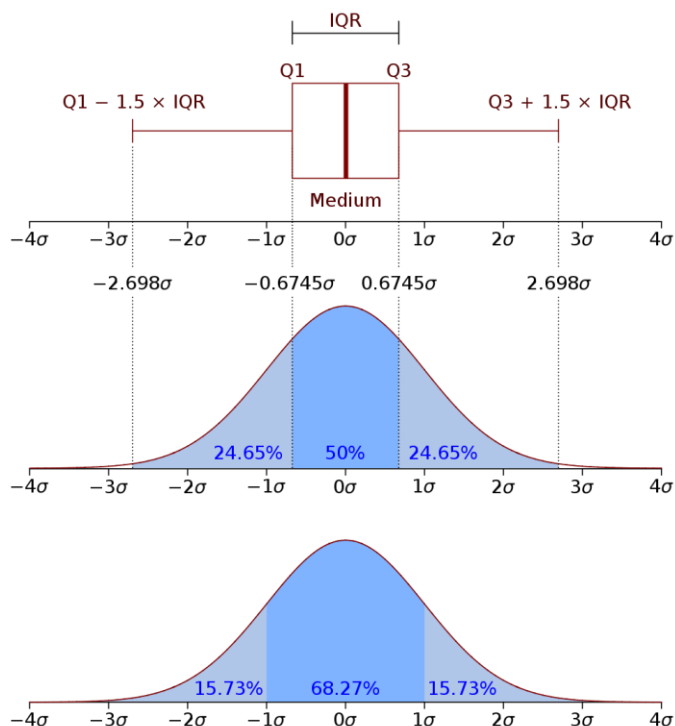 IQR
Q1 Q3
Q1 − 1.5 × IQR Q3 + 1.5 × IQR
Medium
−4σ −3σ −2σ −1σ 0σ 1σ 2σ 3σ 4σ
−2.698σ −0.6745σ 0.6745σ 2.698σ
24.65% 50% 24.65%
−4σ −3σ −2σ −1σ 0σ 1σ 2σ 3σ 4σ
15.73% 68.27% 15.73%
−4σ −3σ −2σ −1σ 0σ 1σ 2σ 3σ 4σ